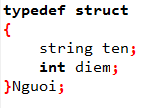 typedef struct
{
    string ten;
    int diem;
}Nguoi;